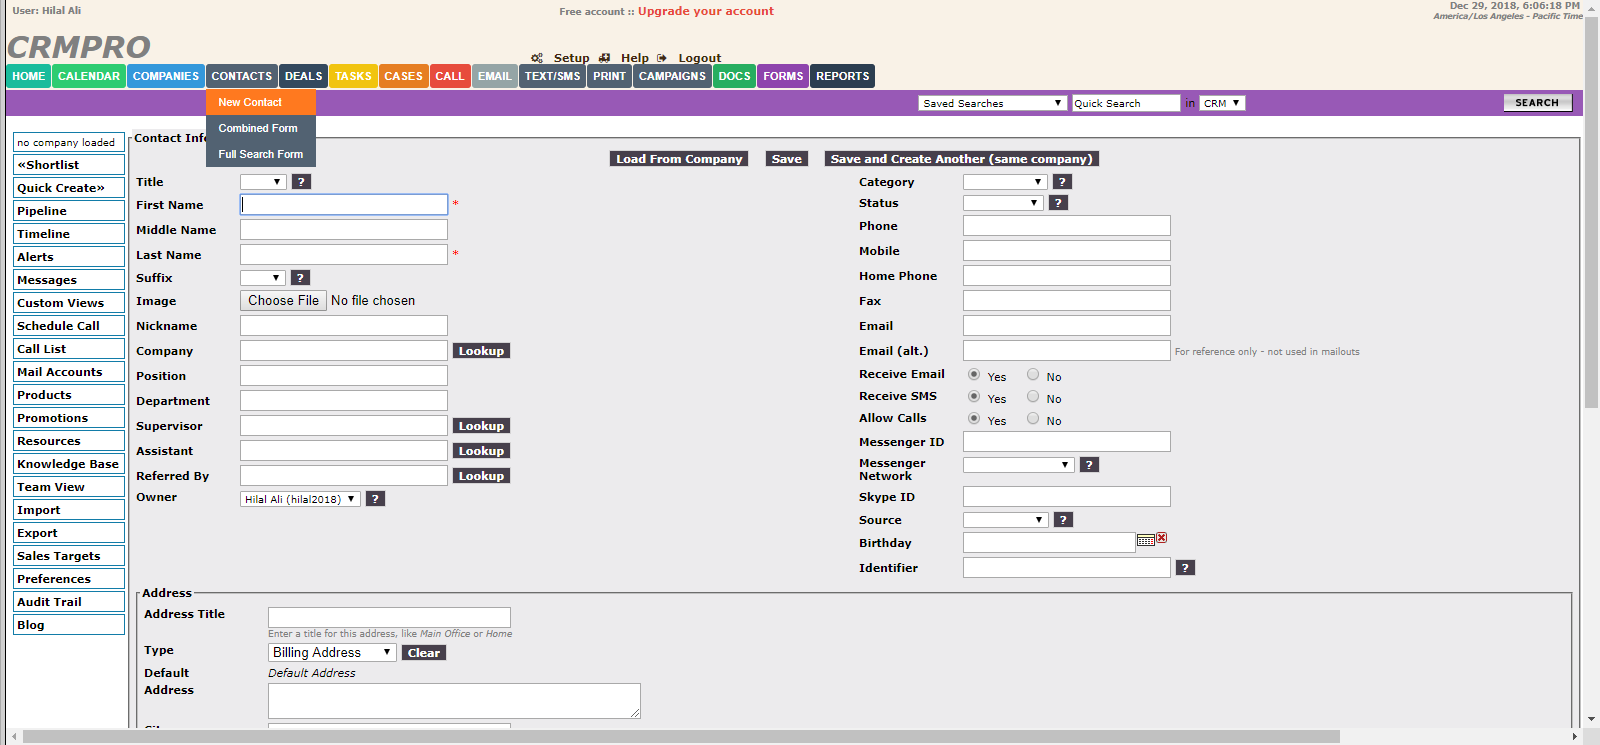 User: Hilal Ali
Free account :: Upgrade your account
Dec 29, 2018, 6:06:18 PM
America/Los Angeles - Pacific Time
CRMPRO
Setup Help Logout
HOME CALENDAR COMPANIES CONTACTS DEALS TASKS CASES CALL EMAIL TEXT/SMS PRINT CAMPAIGNS DOCS FORMS REPORTS
New Contact
Combined Form
Full Search Form
Saved Searches Quick Search in CRM SEARCH
no company loaded
«Shortlist
Quick Create»
Pipeline
Timeline
Alerts
Messages
Custom Views
Schedule Call
Call List
Mail Accounts
Products
Promotions
Resources
Knowledge Base
Team View
Import
Export
Sales Targets
Preferences
Audit Trail
Blog
Contact Info
Load From Company Save Save and Create Another (same company)
Title ?
First Name *
Middle Name
Last Name *
Suffix ?
Image Choose File No file chosen
Nickname
Company Lookup
Position
Department
Supervisor Lookup
Assistant Lookup
Referred By Lookup
Owner Hilal Ali (hilal2018) ?
Category ?
Status ?
Phone
Mobile
Home Phone
Fax
Email
Email (alt.) For reference only - not used in mailouts
Receive Email Yes No
Receive SMS Yes No
Allow Calls Yes No
Messenger ID
Messenger
Network ?
Skype ID
Source ?
Birthday
Identifier ?
Address
Address Title
Enter a title for this address, like Main Office or Home
Type Billing Address Clear
Default Default Address
Address